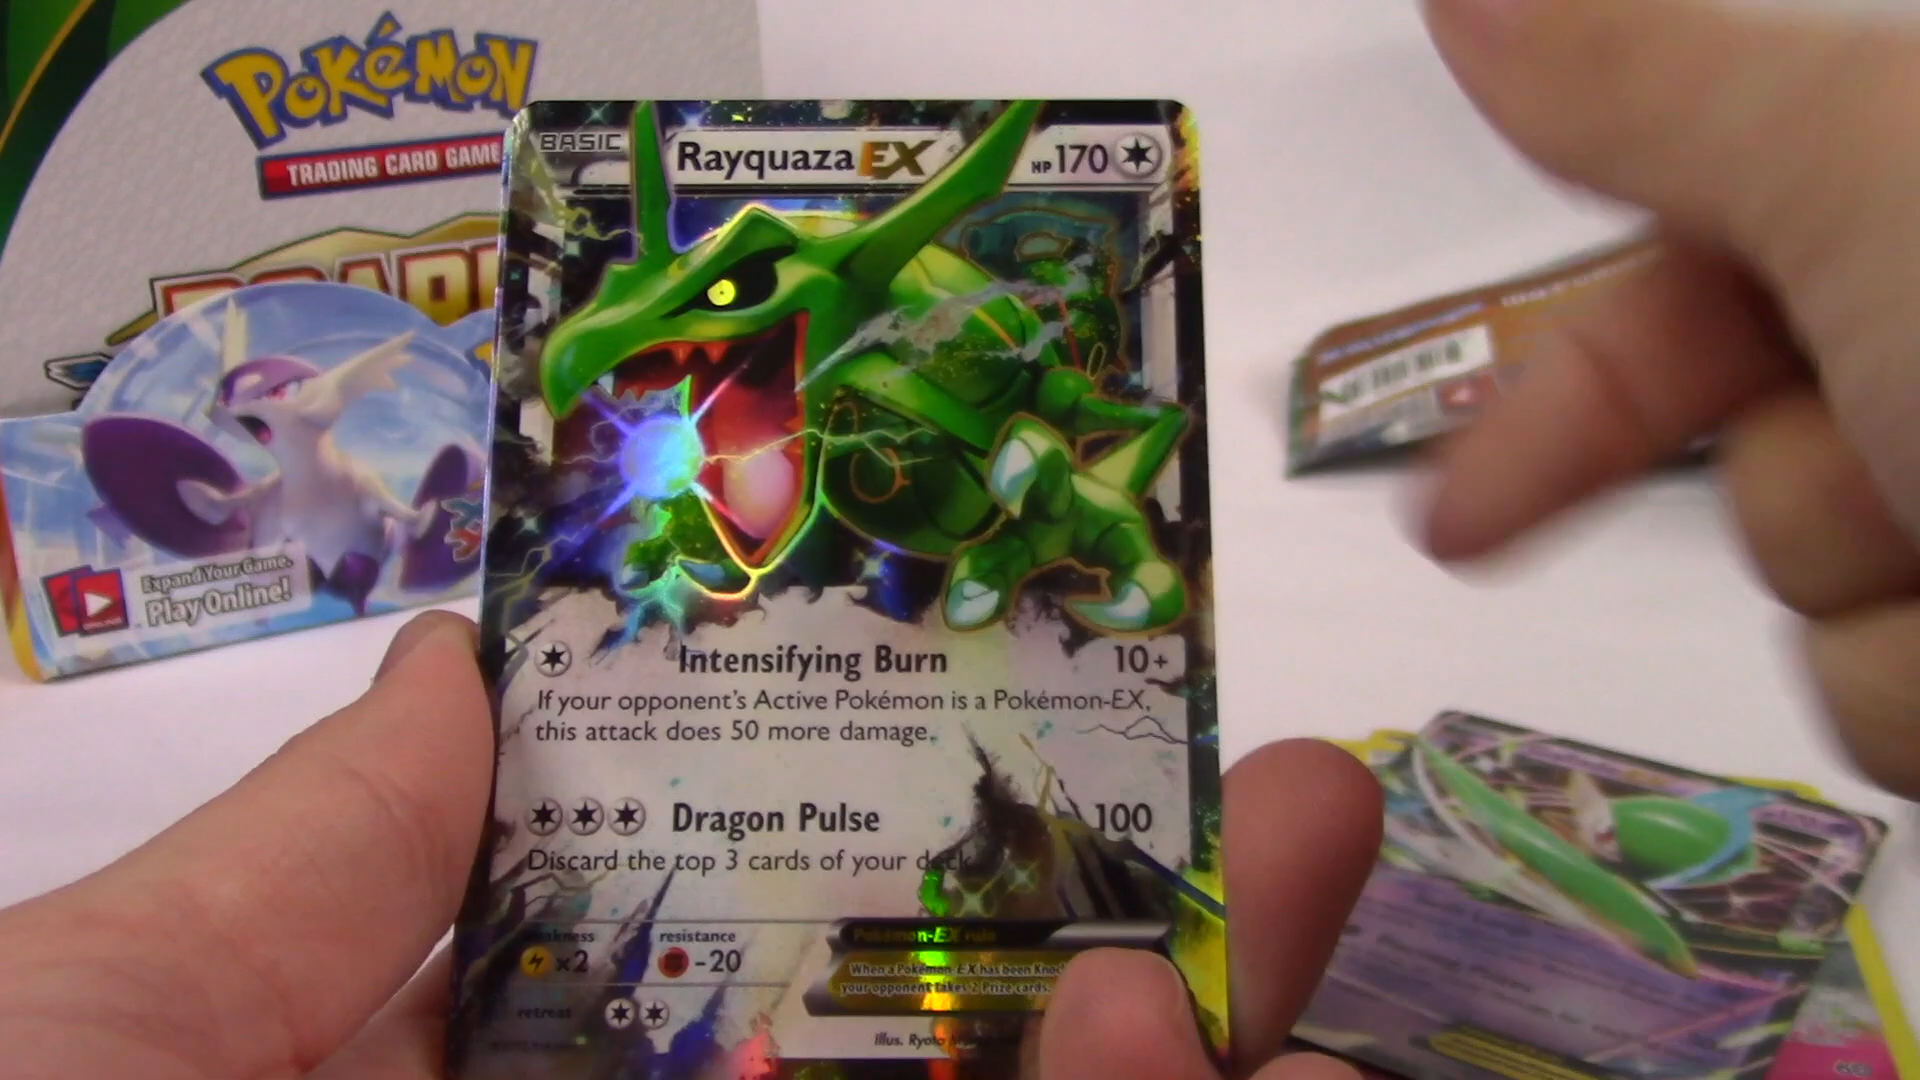 Pokémon
TRADING CARD GAME
Expand Your Game.
Play Online!
BASIC
Rayquaza EX
HP 170
Intensifying Burn 10+
If your opponent's Active Pokémon is a Pokémon-EX,
this attack does 50 more damage.
Dragon Pulse 100
Discard the top 3 cards of your deck
weakness resistance
x2 -20
Pokémon-EX rule
When a Pokémon-EX has been
your opponent takes 2 Prize cards.
retreat
Illus. Ryota